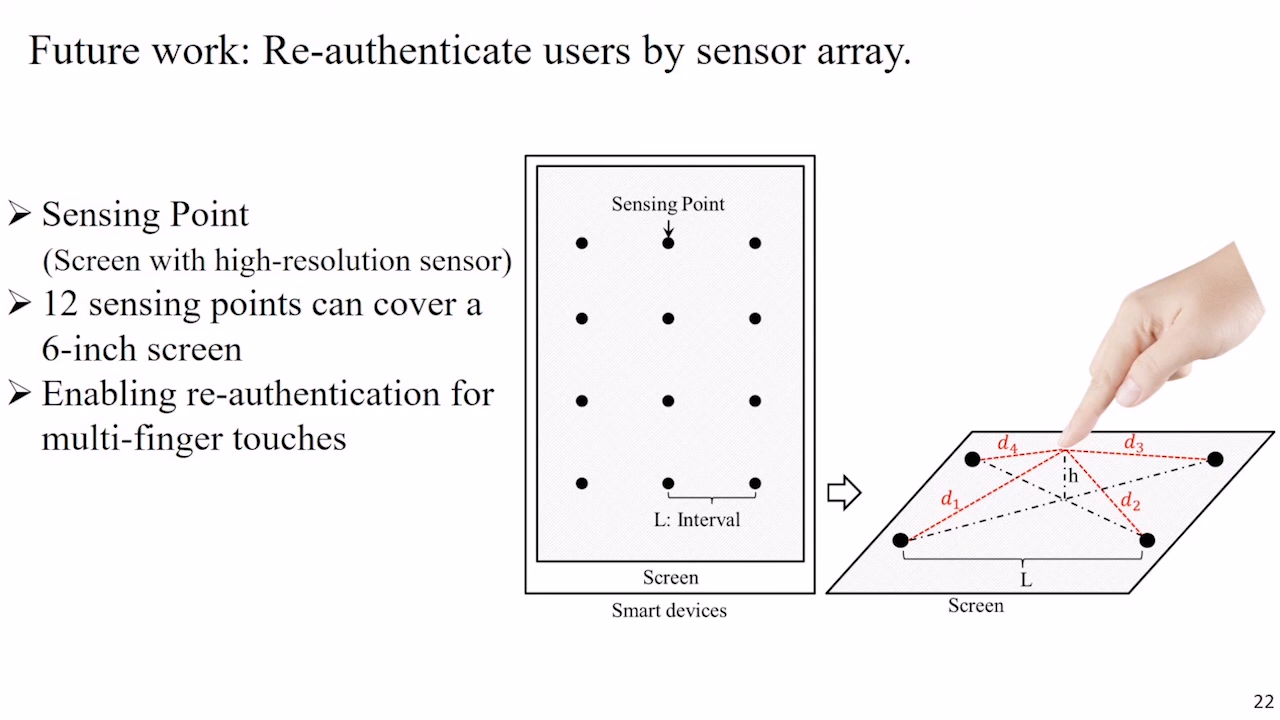 Future work: Re-authenticate users by sensor array.
➢ Sensing Point
(Screen with high-resolution sensor)
➢ 12 sensing points can cover a
6-inch screen
➢ Enabling re-authentication for
multi-finger touches
Sensing Point
L: Interval
Screen
Smart devices
d4
d3
h
d1
d2
L
Screen
22